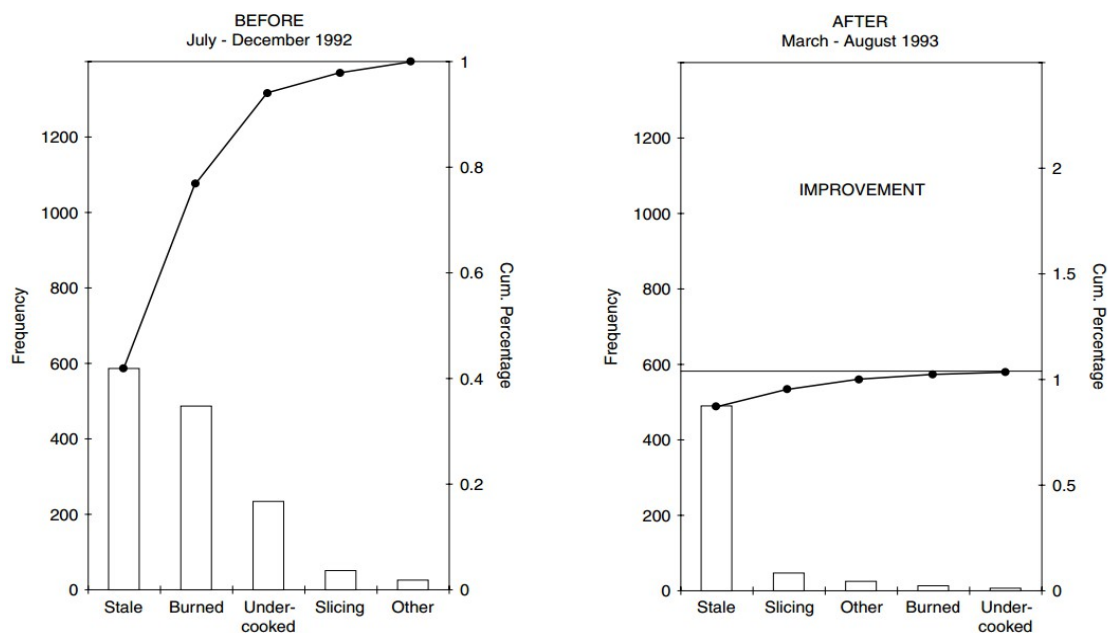 BEFORE
July - December 1992
1200
1000
800
600
400
200
0
Frequency
1
0.8
0.6
0.4
0.2
0
Cum. Percentage
Stale
Burned
Under-
cooked
Slicing
Other
AFTER
March - August 1993
IMPROVEMENT
1200
1000
800
600
400
200
0
Frequency
2
1.5
1
0.5
0
Cum. Percentage
Stale
Slicing
Other
Burned
Under-
cooked